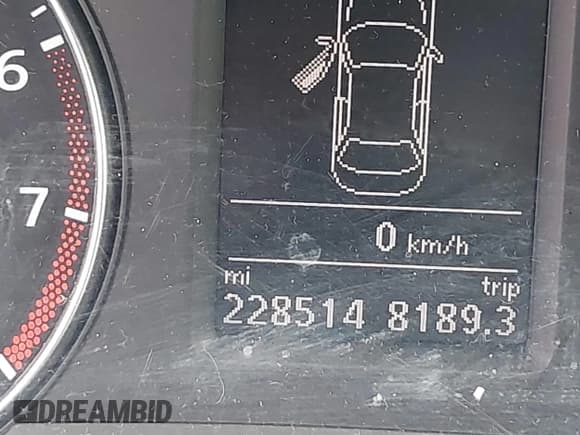 6
7
0 km/h
mi trip
228514 8189.3
DREAMBID